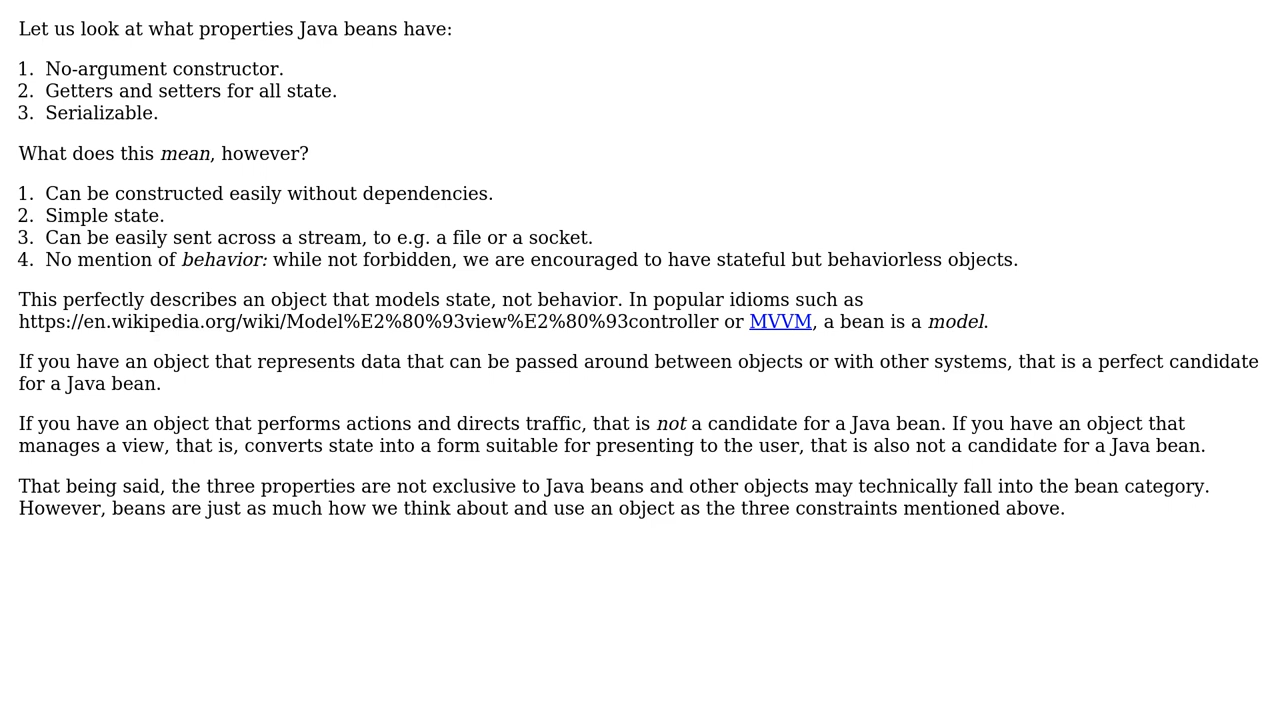 Let us look at what properties Java beans have:
1. No-argument constructor.
2. Getters and setters for all state.
3. Serializable.
What does this mean, however?
1. Can be constructed easily without dependencies.
2. Simple state.
3. Can be easily sent across a stream, to e.g. a file or a socket.
4. No mention of behavior: while not forbidden, we are encouraged to have stateful but behaviorless objects.
This perfectly describes an object that models state, not behavior. In popular idioms such as
https://en.wikipedia.org/wiki/Model%E2%80%93view%E2%80%93controller or MVVM, a bean is a model.
If you have an object that represents data that can be passed around between objects or with other systems, that is a perfect candidate
for a Java bean.
If you have an object that performs actions and directs traffic, that is not a candidate for a Java bean. If you have an object that
manages a view, that is, converts state into a form suitable for presenting to the user, that is also not a candidate for a Java bean.
That being said, the three properties are not exclusive to Java beans and other objects may technically fall into the bean category.
However, beans are just as much how we think about and use an object as the three constraints mentioned above.